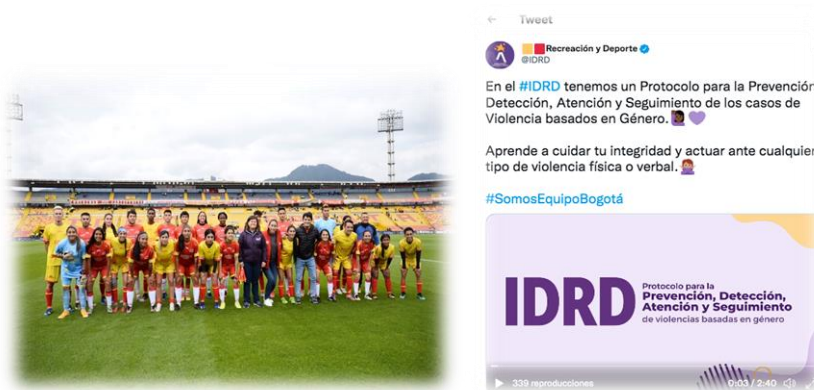 ← Tweet
Recreación y Deporte
@IDRD
En el #IDRD tenemos un Protocolo para la Prevención
Detección, Atención y Seguimiento de los casos de
Violencia basados en Género.
Aprende a cuidar tu integridad y actuar ante cualquier
tipo de violencia física o verbal.
#SomosEquipoBogotá
IDRD
Protocolo para la
Prevención, Detección,
Atención y Seguimiento
de violencias basadas en género
339 reproducciones
0:03 / 2:40